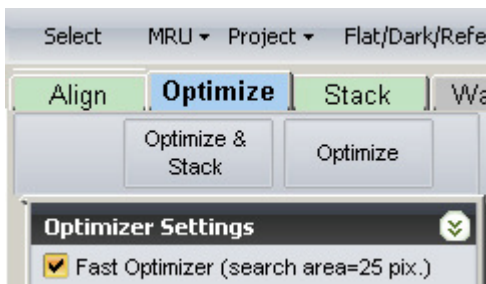 Select MRU Project Flat/Dark/Refe
Align Optimize Stack Wa
Optimize & Stack Optimize
Optimizer Settings
Fast Optimizer (search area=25 pix.)